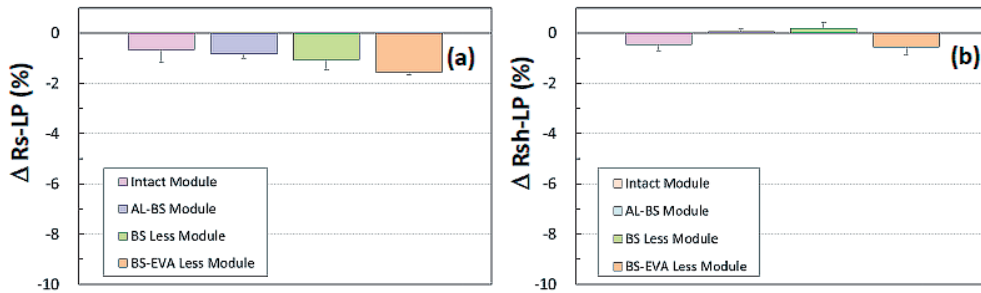 Δ Rs-LP (%)
0
-2
-4
-6
-8
-10
(a)
Intact Module
AL-BS Module
BS Less Module
BS-EVA Less Module
Δ Rsh-LP (%)
0
-2
-4
-6
-8
-10
(b)
Intact Module
AL-BS Module
BS Less Module
BS-EVA Less Module